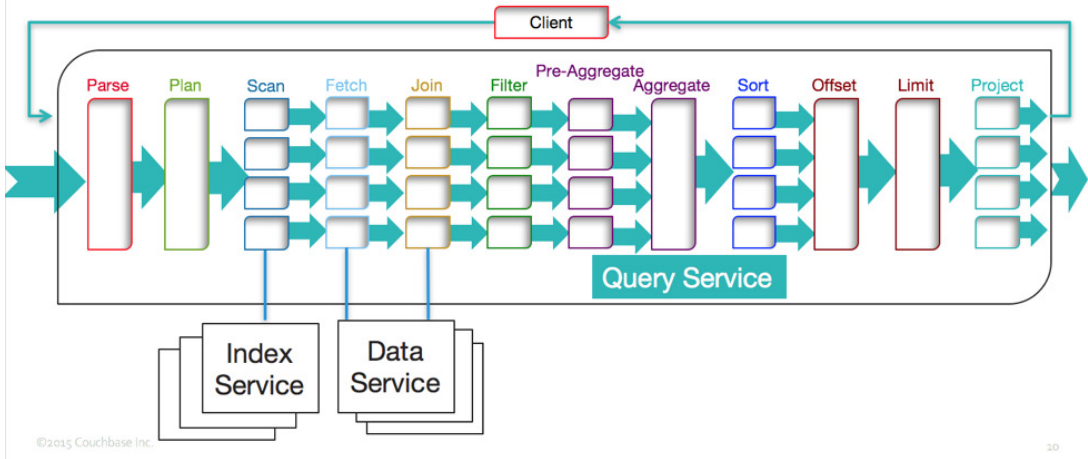 Client
Parse
Plan
Scan
Fetch
Join
Filter
Pre-Aggregate
Aggregate
Sort
Offset
Limit
Project
Query Service
Index
Service
Data
Service
©2015 Couchbase Inc.
20